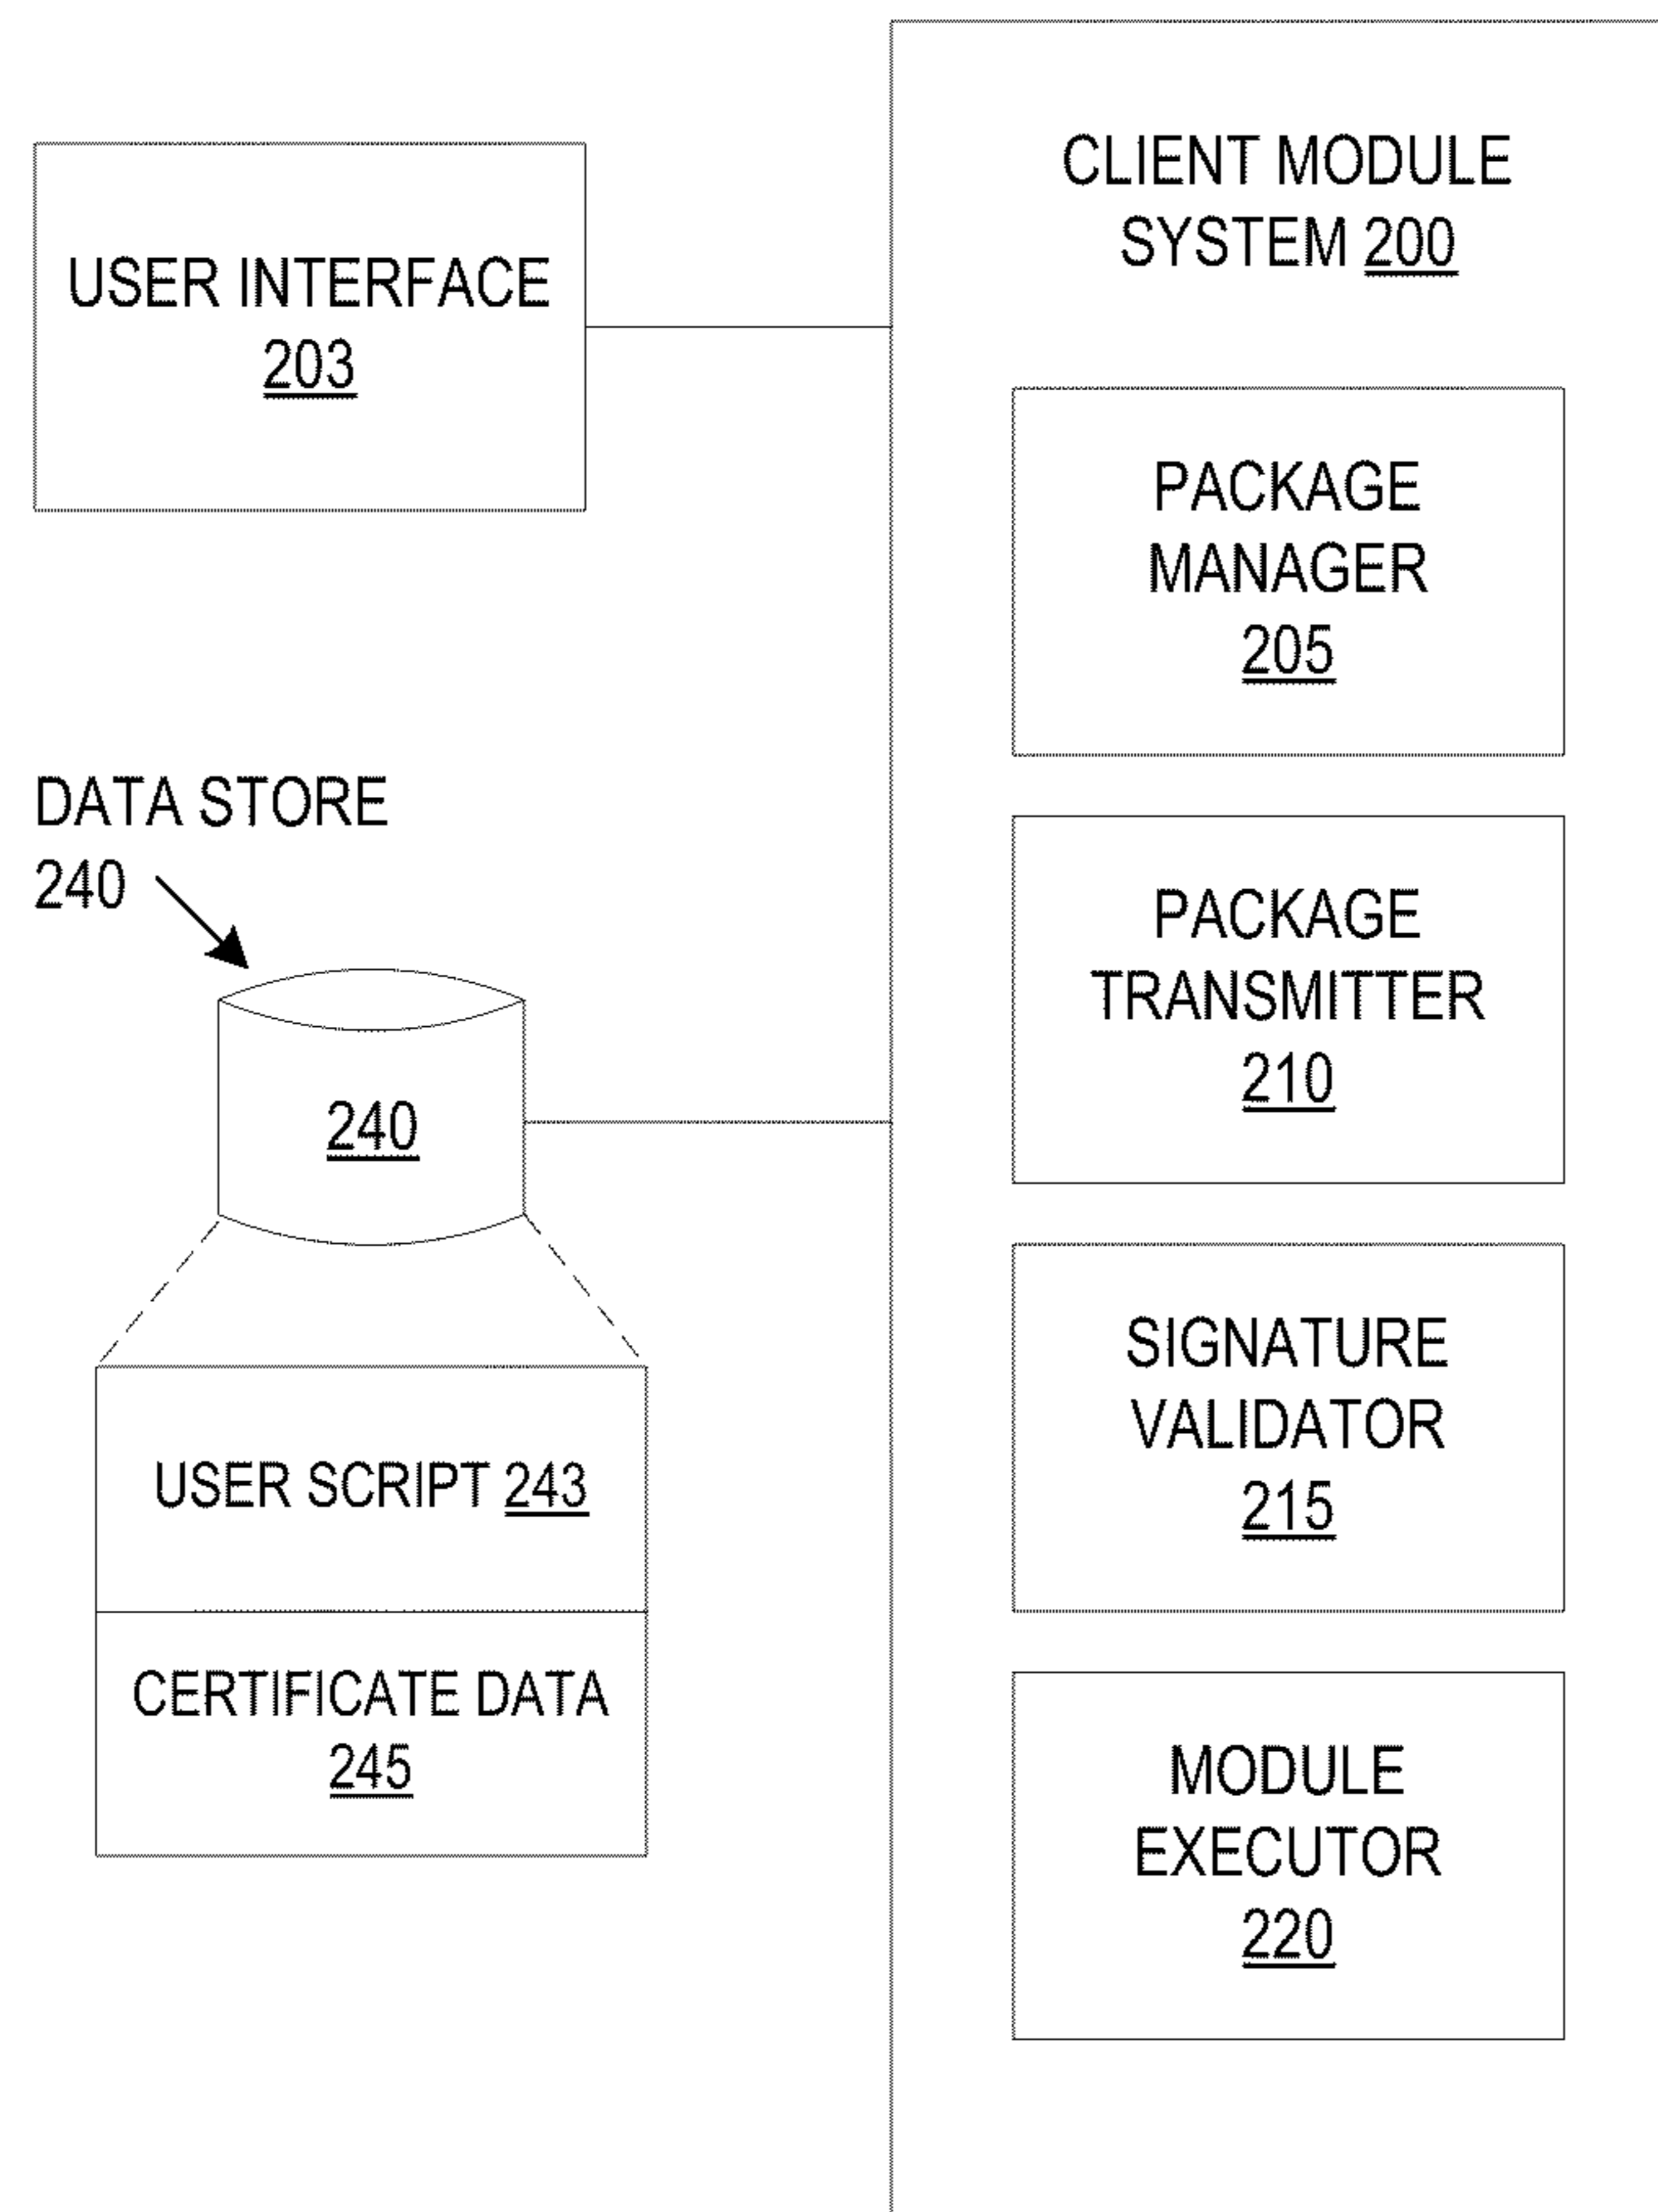 USER INTERFACE
203
DATA STORE
240
240
USER SCRIPT 243
CERTIFICATE DATA
245
CLIENT MODULE
SYSTEM 200
PACKAGE
MANAGER
205
PACKAGE
TRANSMITTER
210
SIGNATURE
VALIDATOR
215
MODULE
EXECUTOR
220